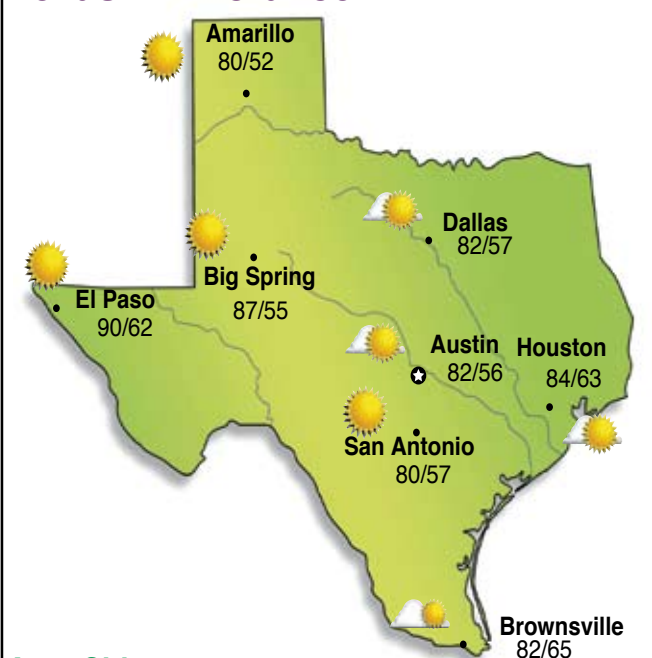 Amarillo
80/52
Dallas
82/57
Big Spring
87/55
El Paso
90/62
Austin
82/56
Houston
84/63
San Antonio
80/57
Brownsville
82/65